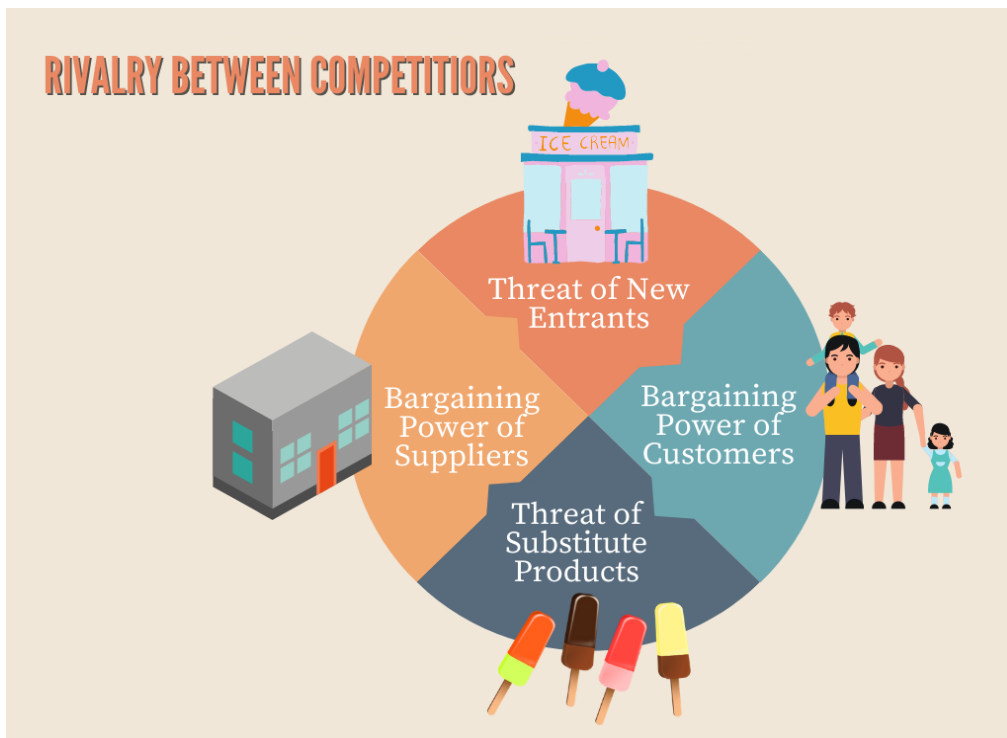 RIVALRY BETWEEN COMPETITIORS
ICE CREAM
Threat of New
Entrants
Bargaining
Power of
Suppliers
Bargaining
Power of
Customers
Threat of
Substitute
Products